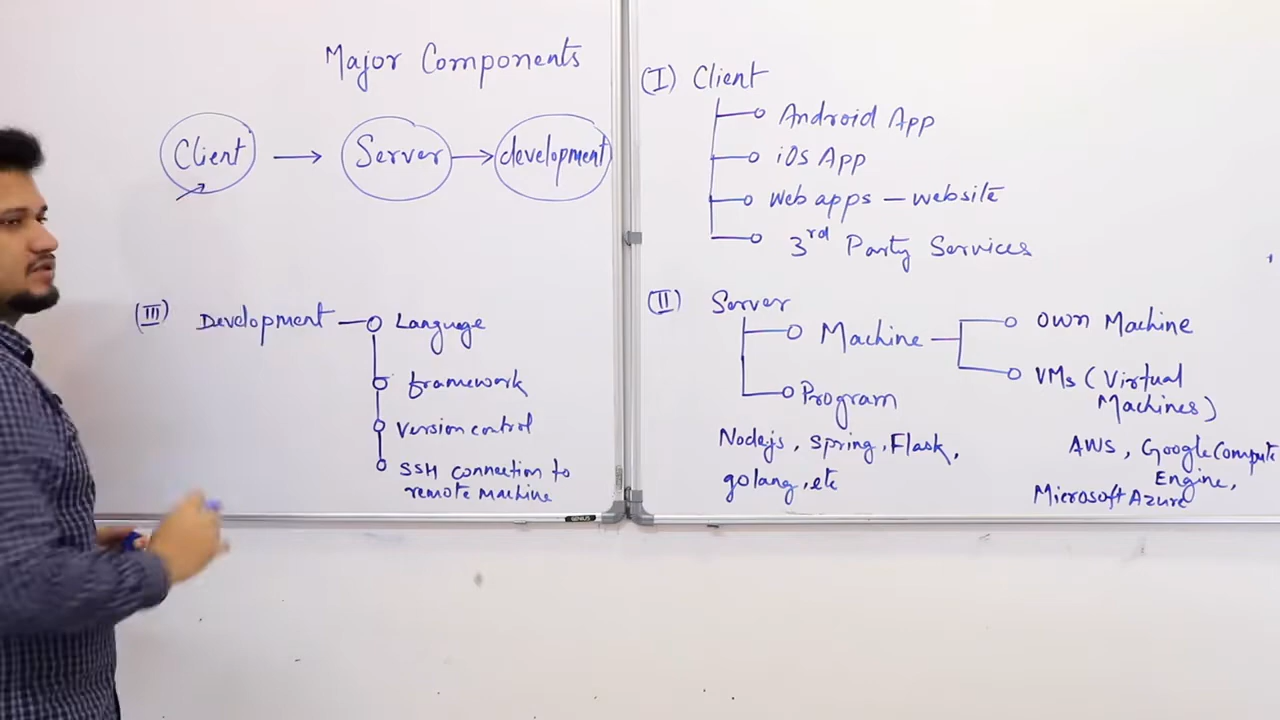 Major Components
Client → Server → development
(III) Development
Language
framework
Version control
SSH connection to
remote Machine
GENIUS
(I) Client
Android App
iOs App
Web apps – website
3rd Party Services
(II) Server
Machine
Own Machine
VMs (Virtual
Machines)
AWS, Google Compute
Engine,
Microsoft Azure
Program
Nodejs, Spring, Flask,
golang, etc